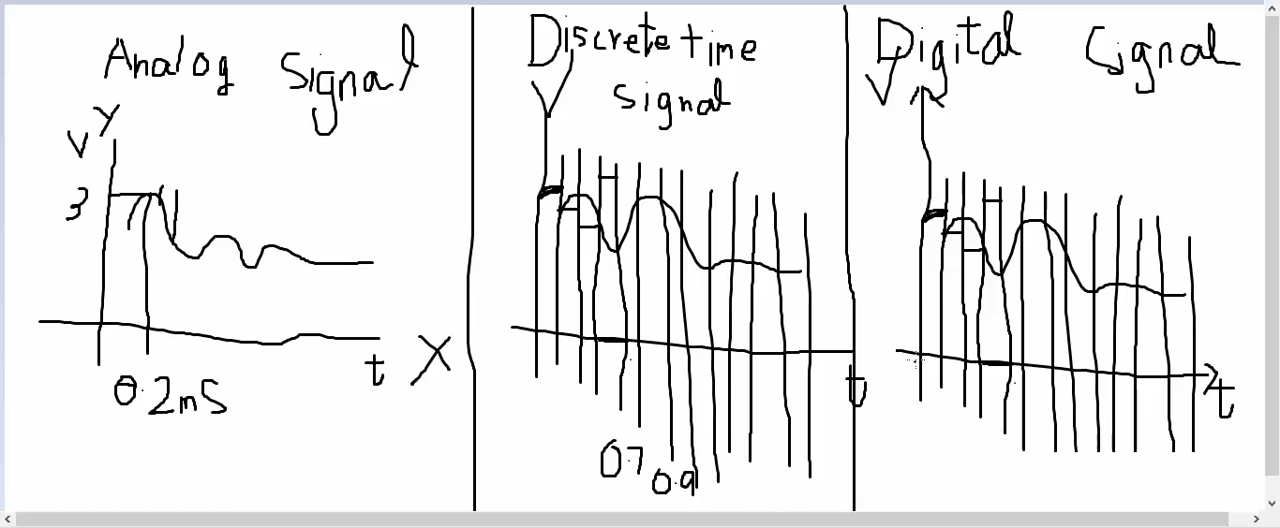 Analog Signal
Y
V
3
0.2ms
t
X
Discrete time
signal
V
0.7
0.9
t
Digital Signal
V
t